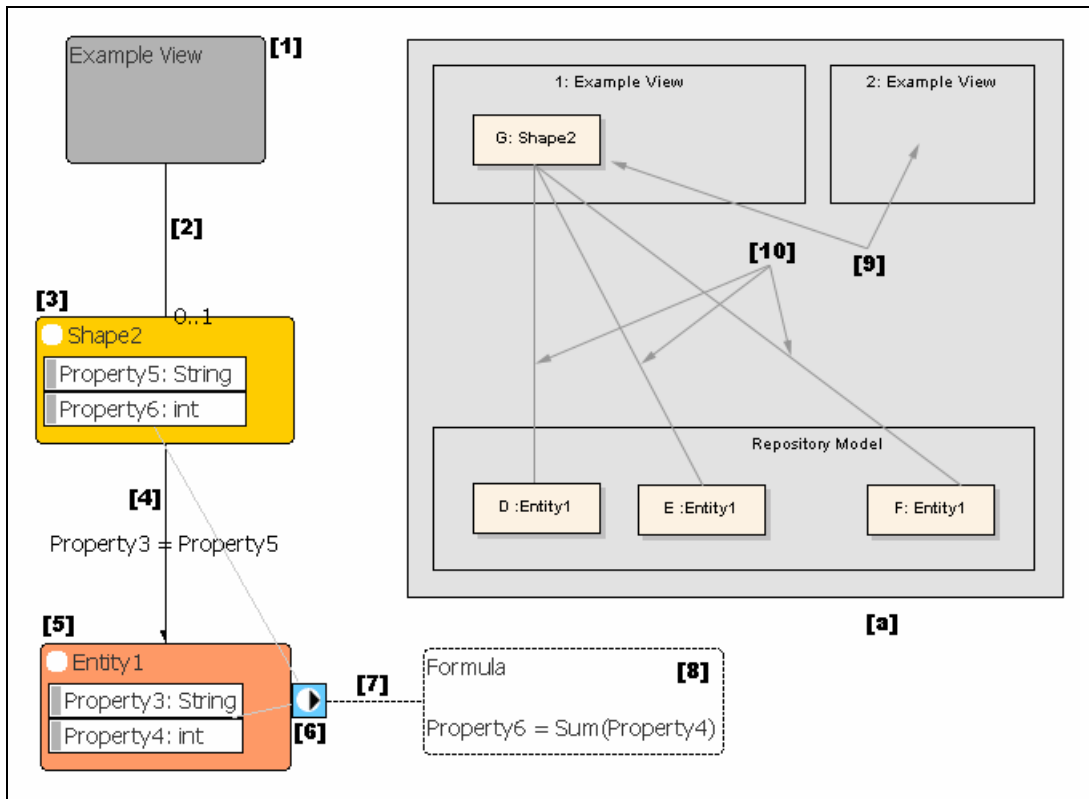 Example View
[1]
[2]
[3]
0..1
Shape2
Property5: String
Property6: int
[4]
Property3 = Property5
[5]
Entity1
Property3: String
Property4: int
[6]
[7]
Formula
[8]
Property6 = Sum(Property4)
1: Example View
2: Example View
G: Shape2
[10]
[9]
Repository Model
D :Entity1
E :Entity1
F: Entity1
[a]